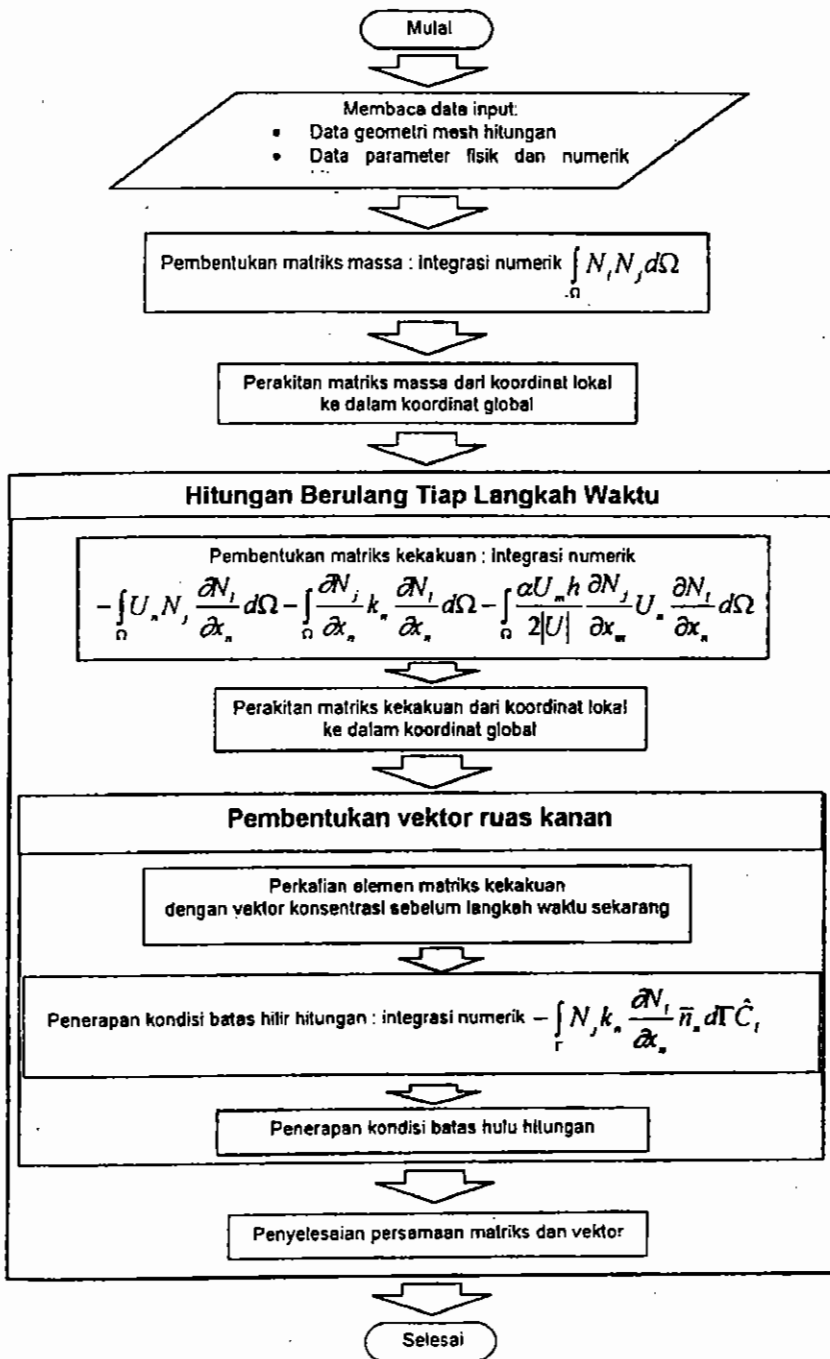 Mulai
Membaca data input:
• Data geometri mesh hitungan
• Data parameter fisik dan numerik
Pembentukan matriks massa : integrasi numerik ∫_Ω N_i N_j dΩ
Perakitan matriks massa dari koordinat lokal
ke dalam koordinat global
Hitungan Berulang Tiap Langkah Waktu
Pembentukan matriks kekakuan : integrasi numerik
−∫_Ω U_n N_j ∂N_i/∂x_n dΩ − ∫_Ω ∂N_j/∂x_n k_n ∂N_i/∂x_n dΩ − ∫_Ω αU_m h/2|U| ∂N_j/∂x_m U_n ∂N_i/∂x_n dΩ
Perakitan matriks kekakuan dari koordinat lokal
ke dalam koordinat global
Pembentukan vektor ruas kanan
Perkalian elemen matriks kekakuan
dengan vektor konsentrasi sebelum langkah waktu sekarang
Penerapan kondisi batas hilir hitungan : integrasi numerik −∫_Γ N_j k_n ∂N_i/∂x_n n̄_n dΓ Ĉ_i
Penerapan kondisi batas hulu hitungan
Penyelesaian persamaan matriks dan vektor
Selesai